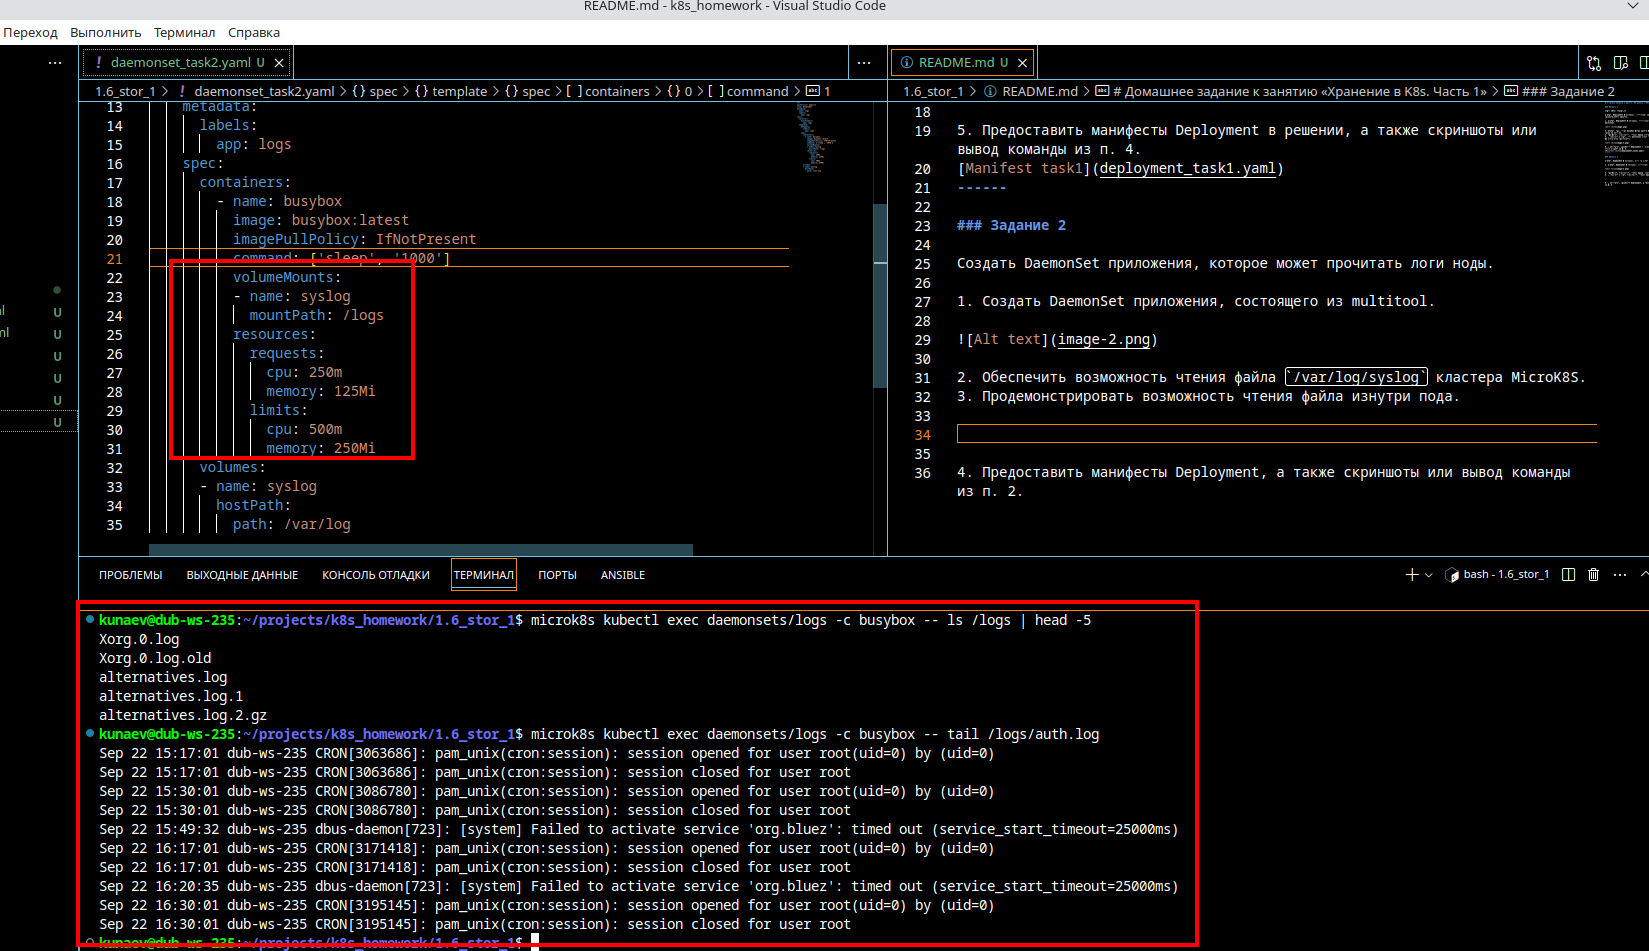 README.md - k8s_homework - Visual Studio Code
Переход Выполнить Терминал Справка
... ! daemonset_task2.yaml U × ...
1.6_stor_1 > ! daemonset_task2.yaml > {} spec > {} template > {} spec > [ ] containers > {} 0 > [ ] command > abc 1
13 metadata:
14 labels:
15 app: logs
16 spec:
17 containers:
18 - name: busybox
19 image: busybox:latest
20 imagePullPolicy: IfNotPresent
21 command: ['sleep', '1000']
22 volumeMounts:
23 - name: syslog
24 mountPath: /logs
25 resources:
26 requests:
27 cpu: 250m
28 memory: 125Mi
29 limits:
30 cpu: 500m
31 memory: 250Mi
32 volumes:
33 - name: syslog
34 hostPath:
35 path: /var/log
U
U
U
U
U
U
README.md U ×
1.6_stor_1 > README.md > abc # Домашнее задание к занятию «Хранение в K8s. Часть 1» > abc ### Задание 2
18
19 5. Предоставить манифесты Deployment в решении, а также скриншоты или
вывод команды из п. 4.
20 [Manifest task1](deployment_task1.yaml)
21 ------
22
23 ### Задание 2
24
25 Создать DaemonSet приложения, которое может прочитать логи ноды.
26
27 1. Создать DaemonSet приложения, состоящего из multitool.
28
29 ![Alt text](image-2.png)
30
31 2. Обеспечить возможность чтения файла `/var/log/syslog` кластера MicroK8S.
32 3. Продемонстрировать возможность чтения файла изнутри пода.
33
34
35
36 4. Предоставить манифесты Deployment, а также скриншоты или вывод команды
из п. 2.
ПРОБЛЕМЫ ВЫХОДНЫЕ ДАННЫЕ КОНСОЛЬ ОТЛАДКИ ТЕРМИНАЛ ПОРТЫ ANSIBLE
bash - 1.6_stor_1 ...
kunaev@dub-ws-235:~/projects/k8s_homework/1.6_stor_1$ microk8s kubectl exec daemonsets/logs -c busybox -- ls /logs | head -5
Xorg.0.log
Xorg.0.log.old
alternatives.log
alternatives.log.1
alternatives.log.2.gz
kunaev@dub-ws-235:~/projects/k8s_homework/1.6_stor_1$ microk8s kubectl exec daemonsets/logs -c busybox -- tail /logs/auth.log
Sep 22 15:17:01 dub-ws-235 CRON[3063686]: pam_unix(cron:session): session opened for user root(uid=0) by (uid=0)
Sep 22 15:17:01 dub-ws-235 CRON[3063686]: pam_unix(cron:session): session closed for user root
Sep 22 15:30:01 dub-ws-235 CRON[3086780]: pam_unix(cron:session): session opened for user root(uid=0) by (uid=0)
Sep 22 15:30:01 dub-ws-235 CRON[3086780]: pam_unix(cron:session): session closed for user root
Sep 22 15:49:32 dub-ws-235 dbus-daemon[723]: [system] Failed to activate service 'org.bluez': timed out (service_start_timeout=25000ms)
Sep 22 16:17:01 dub-ws-235 CRON[3171418]: pam_unix(cron:session): session opened for user root(uid=0) by (uid=0)
Sep 22 16:17:01 dub-ws-235 CRON[3171418]: pam_unix(cron:session): session closed for user root
Sep 22 16:20:35 dub-ws-235 dbus-daemon[723]: [system] Failed to activate service 'org.bluez': timed out (service_start_timeout=25000ms)
Sep 22 16:30:01 dub-ws-235 CRON[3195145]: pam_unix(cron:session): session opened for user root(uid=0) by (uid=0)
Sep 22 16:30:01 dub-ws-235 CRON[3195145]: pam_unix(cron:session): session closed for user root
kunaev@dub-ws-235:~/projects/k8s_homework/1.6_stor_1$